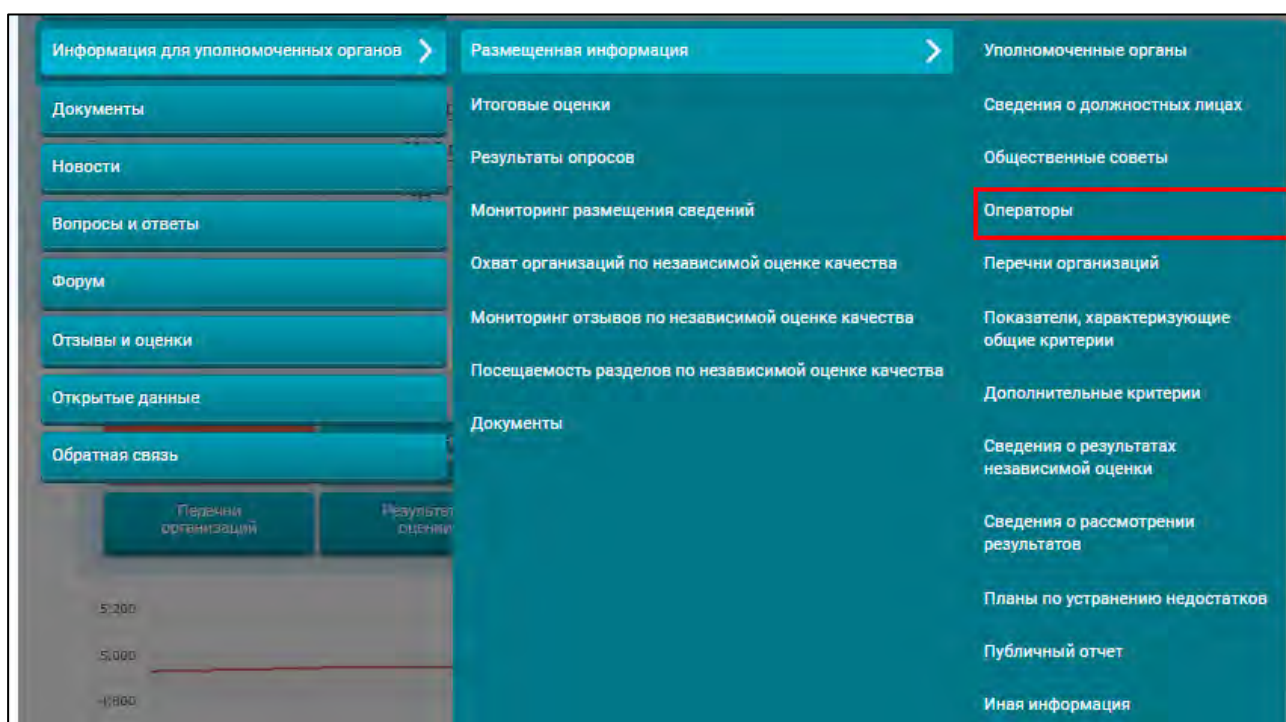 Информация для уполномоченных органов
Документы
Новости
Вопросы и ответы
Форум
Отзывы и оценки
Открытые данные
Обратная связь
Размещенная информация
Итоговые оценки
Результаты опросов
Мониторинг размещения сведений
Охват организаций по независимой оценке качества
Мониторинг отзывов по независимой оценке качества
Посещаемость разделов по независимой оценке качества
Документы
Уполномоченные органы
Сведения о должностных лицах
Общественные советы
Операторы
Перечни организаций
Показатели, характеризующие
общие критерии
Дополнительные критерии
Сведения о результатах
независимой оценки
Сведения о рассмотрении
результатов
Планы по устранению недостатков
Публичный отчет
Иная информация
Перечни
организаций
5,200
5,000
4,800